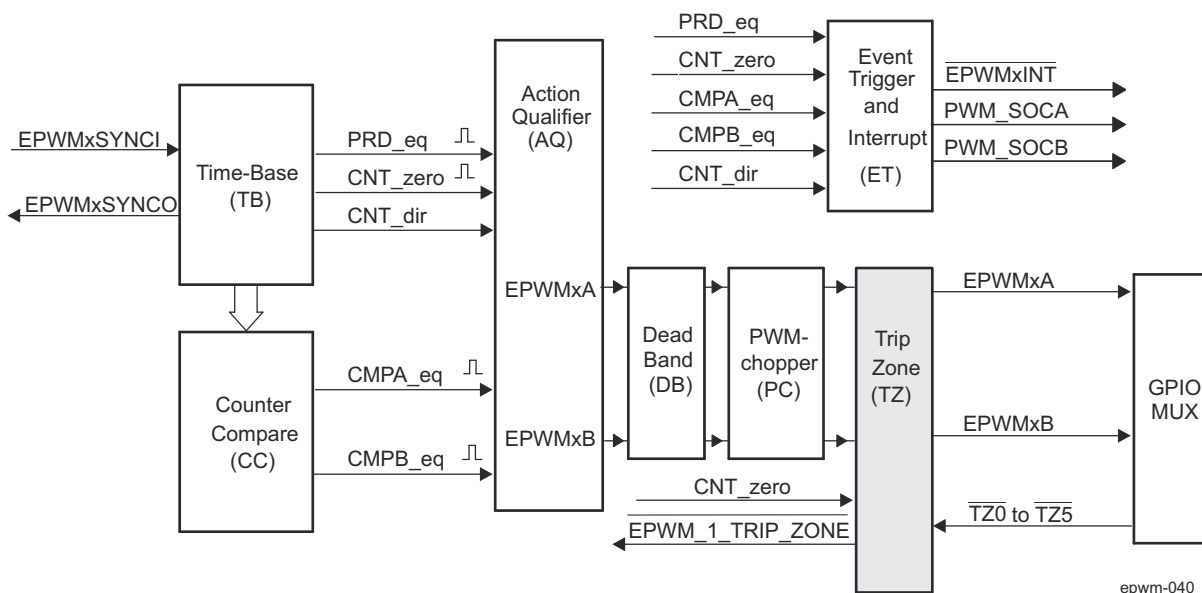 EPWMxSYNCI
EPWMxSYNCO
Time-Base
(TB)
Counter
Compare
(CC)
PRD_eq
CNT_zero
CNT_dir
CMPA_eq
CMPB_eq
Action
Qualifier
(AQ)
EPWMxA
EPWMxB
PRD_eq
CNT_zero
CMPA_eq
CMPB_eq
CNT_dir
Event
Trigger
and
Interrupt
(ET)
EPWMxINT
PWM_SOCA
PWM_SOCB
Dead
Band
(DB)
PWM-
chopper
(PC)
CNT_zero
EPWM_1_TRIP_ZONE
Trip
Zone
(TZ)
EPWMxA
EPWMxB
TZ0 to TZ5
GPIO
MUX
epwm-040